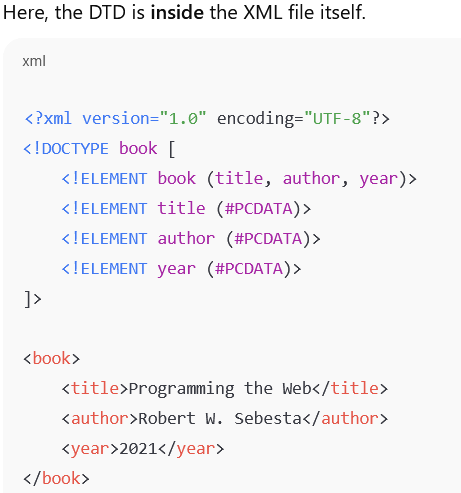 Here, the DTD is inside the XML file itself.
xml
<?xml version="1.0" encoding="UTF-8"?>
<!DOCTYPE book [
    <!ELEMENT book (title, author, year)>
    <!ELEMENT title (#PCDATA)>
    <!ELEMENT author (#PCDATA)>
    <!ELEMENT year (#PCDATA)>
]>
<book>
    <title>Programming the Web</title>
    <author>Robert W. Sebesta</author>
    <year>2021</year>
</book>